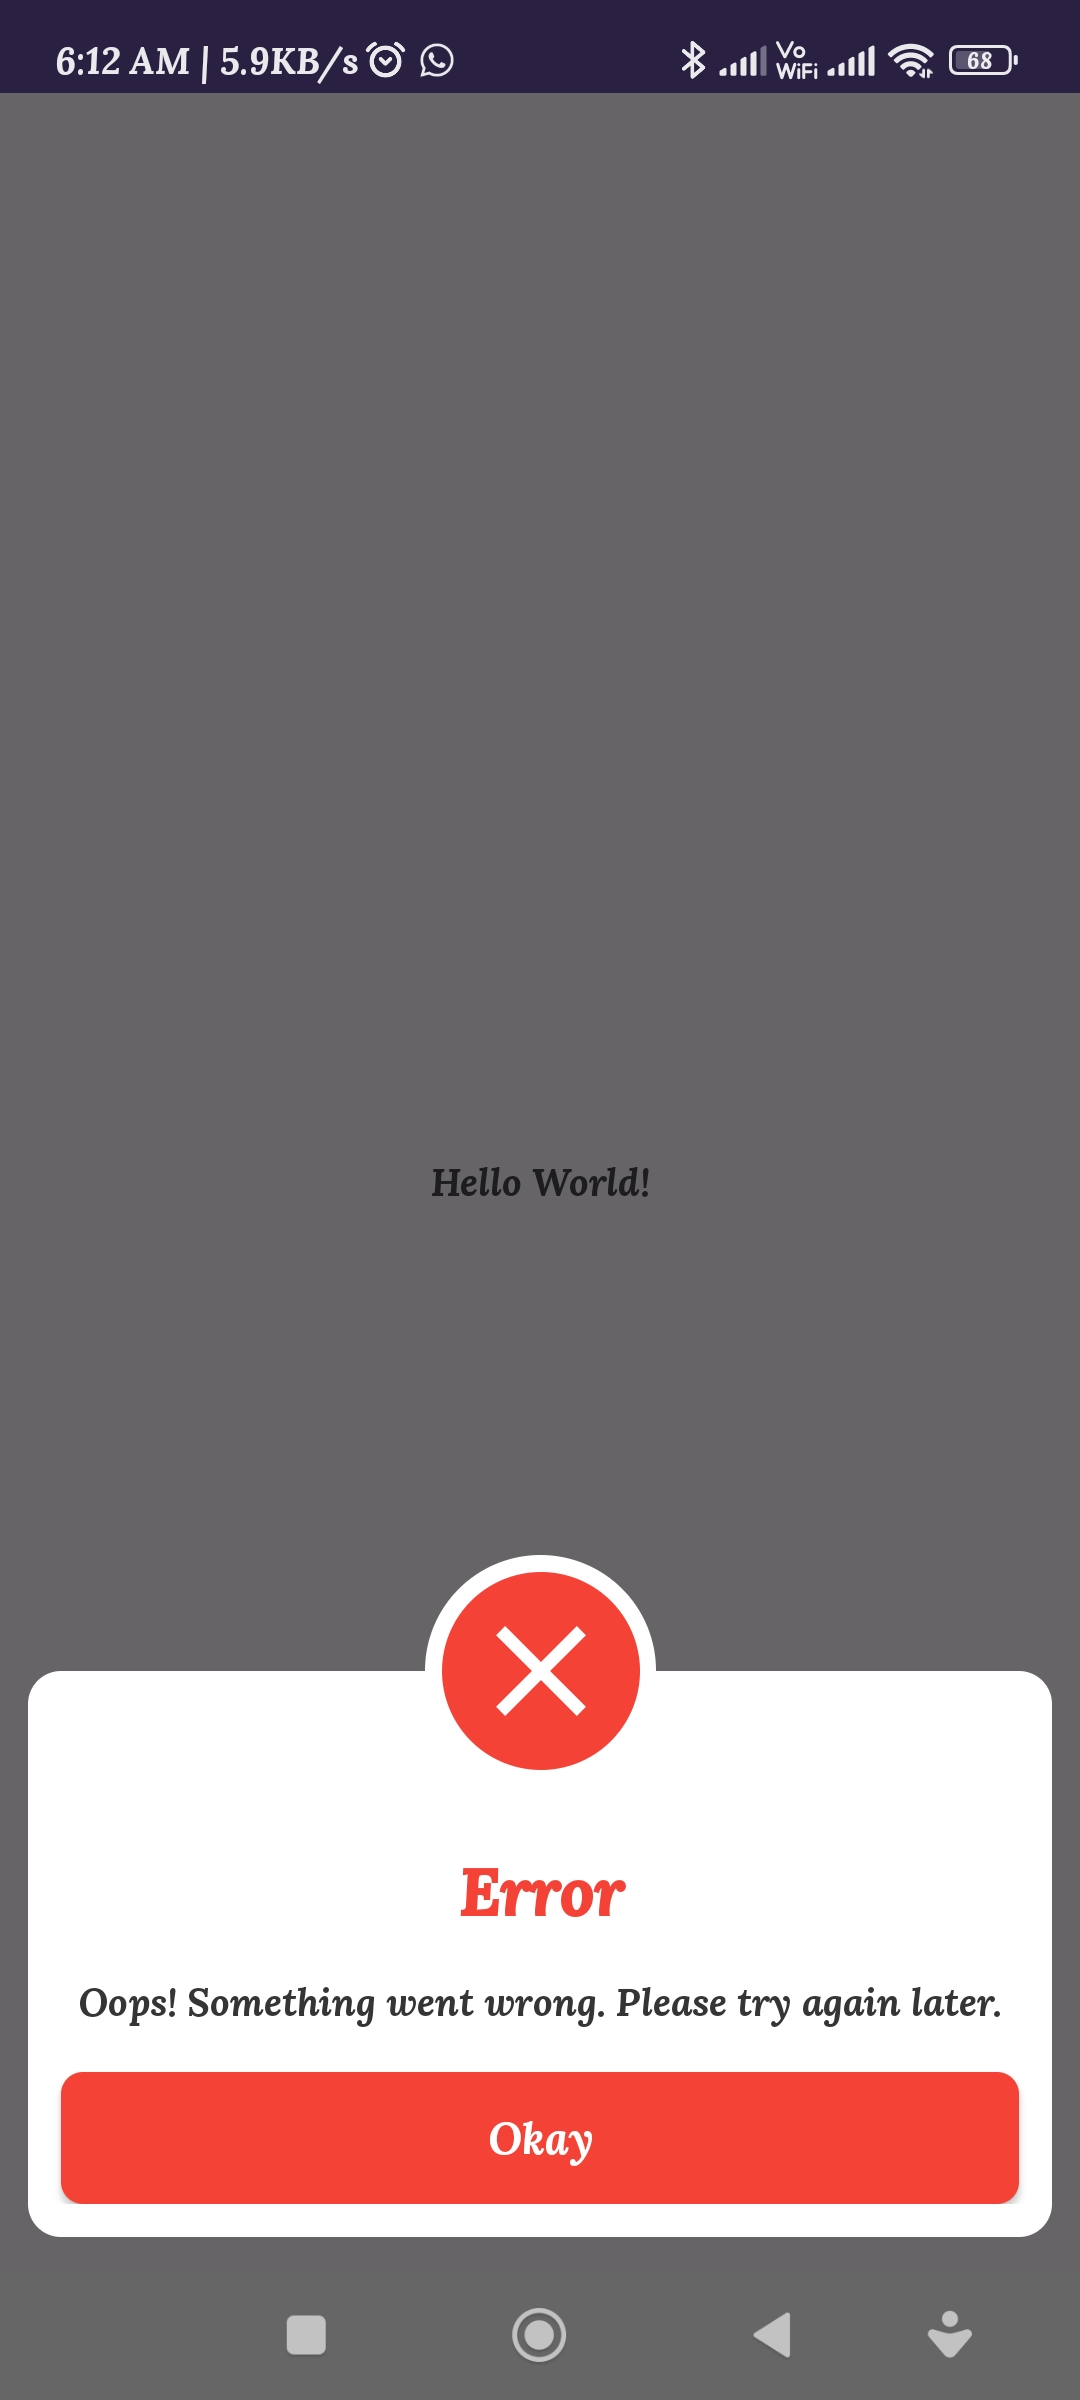 6:12 AM | 5.9KB/s
Vo
WiFi
68
Hello World!
Error
Oops! Something went wrong. Please try again later.
Okay